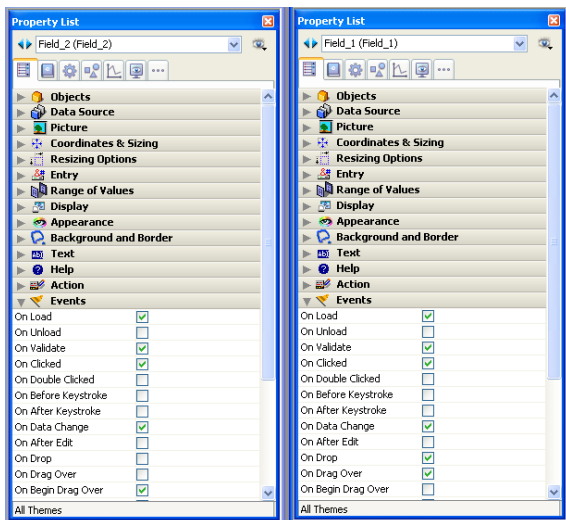 Property List
Field_2 (Field_2)
Objects
Data Source
Picture
Coordinates & Sizing
Resizing Options
Entry
Range of Values
Display
Appearance
Background and Border
Text
Help
Action
Events
On Load
On Unload
On Validate
On Clicked
On Double Clicked
On Before Keystroke
On After Keystroke
On Data Change
On After Edit
On Drop
On Drag Over
On Begin Drag Over
All Themes
Property List
Field_1 (Field_1)
Objects
Data Source
Picture
Coordinates & Sizing
Resizing Options
Entry
Range of Values
Display
Appearance
Background and Border
Text
Help
Action
Events
On Load
On Unload
On Validate
On Clicked
On Double Clicked
On Before Keystroke
On After Keystroke
On Data Change
On After Edit
On Drop
On Drag Over
On Begin Drag Over
All Themes